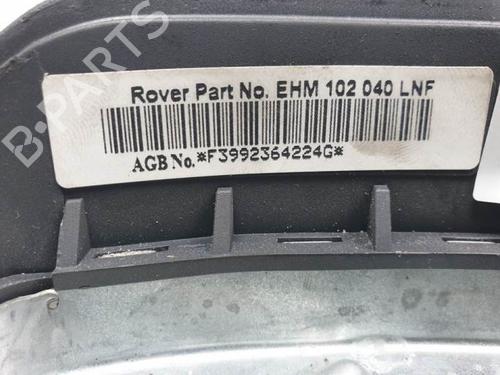 B-PARTS
Rover Part No. EHM 102 040 LNF
AGB No. *F3992364224G*